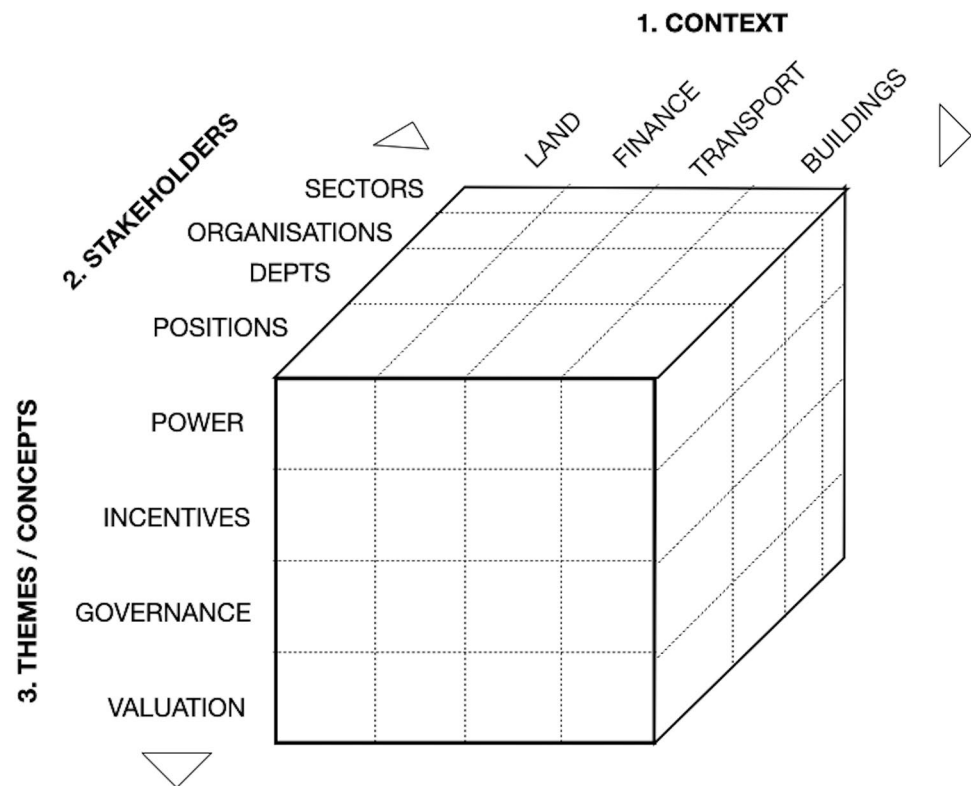 1. CONTEXT
LAND
FINANCE
TRANSPORT
BUILDINGS
2. STAKEHOLDERS
SECTORS
ORGANISATIONS
DEPTS
POSITIONS
3. THEMES / CONCEPTS
POWER
INCENTIVES
GOVERNANCE
VALUATION